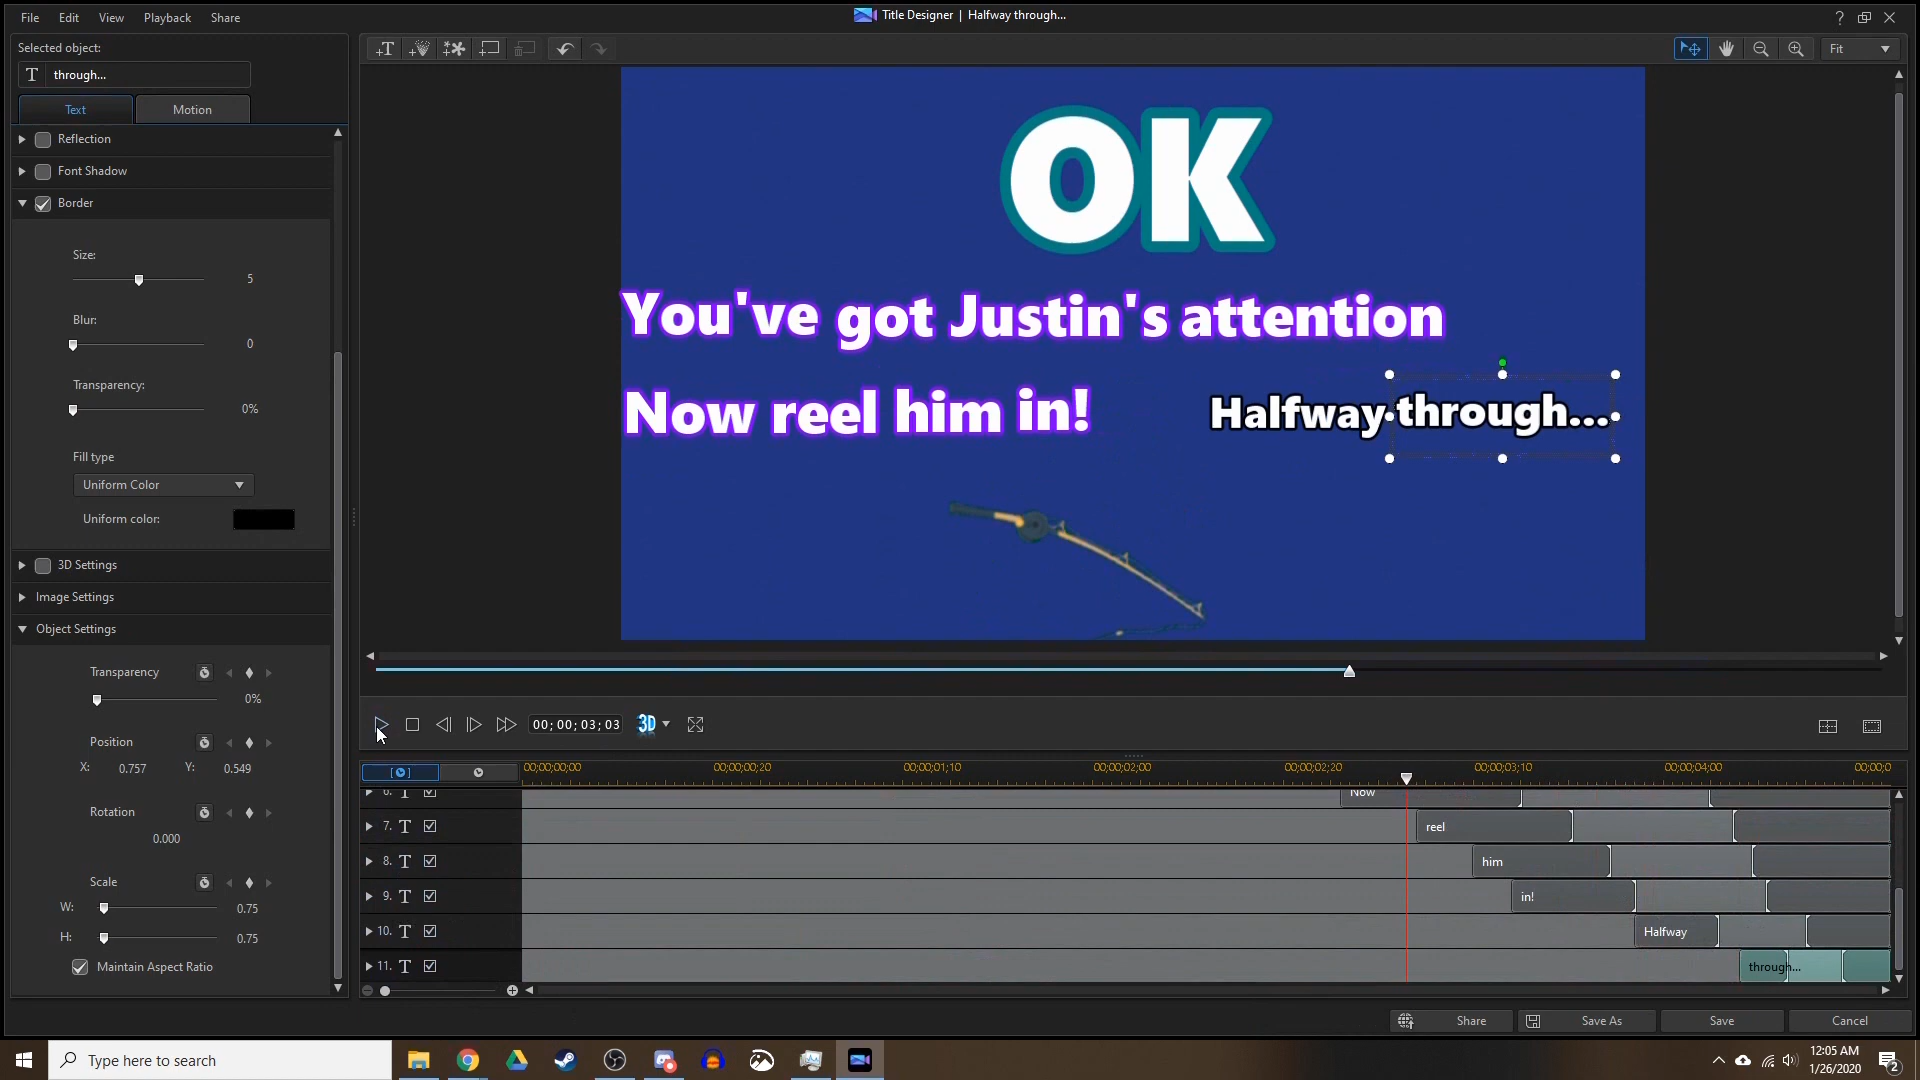 File Edit View Playback Share
Title Designer | Halfway through...
?
Selected object:
T through...
Text Motion
Fit
Reflection
Font Shadow
Border
Size:
5
Blur:
0
Transparency:
0%
Fill type
Uniform Color
Uniform color:
3D Settings
Image Settings
Object Settings
Transparency
0%
Position
X: 0.757 Y: 0.549
Rotation
0.000
Scale
W: 0.75
H: 0.75
Maintain Aspect Ratio
OK
You've got Justin's attention
Now reel him in!
Halfway through...
00;00;03;03 3D
00;00;00;00 00;00;00;20 00;00;01;10 00;00;02;00 00;00;02;20 00;00;03;10 00;00;04;00 00;00;0
6. T Now
7. T reel
8. T him
9. T in!
10. T Halfway
11. T through...
Share Save As Save Cancel
Type here to search
12:05 AM
1/26/2020
2